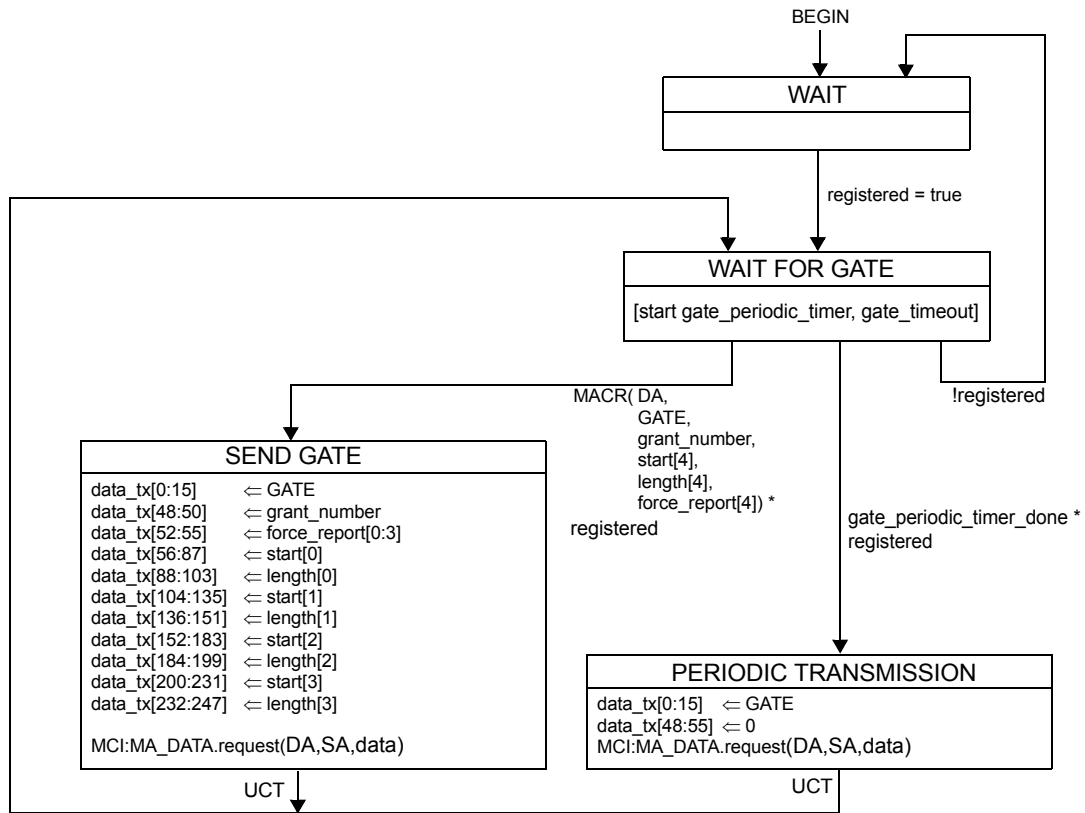 BEGIN
WAIT
registered = true
WAIT FOR GATE
[start gate_periodic_timer, gate_timeout]
MACR( DA,
GATE,
grant_number,
start[4],
length[4],
force_report[4]) *
registered
!registered
gate_periodic_timer_done *
registered
SEND GATE
data_tx[0:15] ⇐ GATE
data_tx[48:50] ⇐ grant_number
data_tx[52:55] ⇐ force_report[0:3]
data_tx[56:87] ⇐ start[0]
data_tx[88:103] ⇐ length[0]
data_tx[104:135] ⇐ start[1]
data_tx[136:151] ⇐ length[1]
data_tx[152:183] ⇐ start[2]
data_tx[184:199] ⇐ length[2]
data_tx[200:231] ⇐ start[3]
data_tx[232:247] ⇐ length[3]
MCI:MA_DATA.request(DA,SA,data)
UCT
PERIODIC TRANSMISSION
data_tx[0:15] ⇐ GATE
data_tx[48:55] ⇐ 0
MCI:MA_DATA.request(DA,SA,data)
UCT